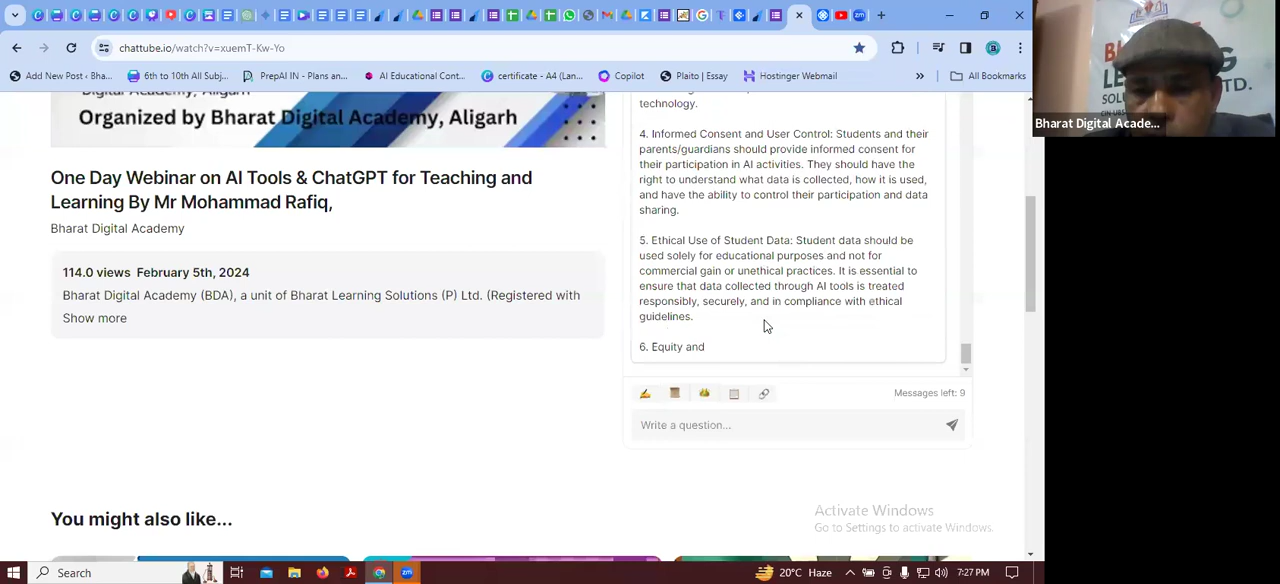 chattube.io/watch?v=xuemT-Kw-Yo
Add New Post ‹ Bha...
6th to 10th All Subj...
PrepAI IN - Plans an...
AI Educational Cont...
certificate - A4 (Lan...
Copilot
Plaito | Essay
Hostinger Webmail
»
All Bookmarks
Digital Academy, Aligarh
Organized by Bharat Digital Academy, Aligarh
One Day Webinar on AI Tools & ChatGPT for Teaching and
Learning By Mr Mohammad Rafiq,
Bharat Digital Academy
114.0 views February 5th, 2024
Bharat Digital Academy (BDA), a unit of Bharat Learning Solutions (P) Ltd. (Registered with
Show more
technology.
4. Informed Consent and User Control: Students and their
parents/guardians should provide informed consent for
their participation in AI activities. They should have the
right to understand what data is collected, how it is used,
and have the ability to control their participation and data
sharing.
5. Ethical Use of Student Data: Student data should be
used solely for educational purposes and not for
commercial gain or unethical practices. It is essential to
ensure that data collected through AI tools is treated
responsibly, securely, and in compliance with ethical
guidelines.
6. Equity and
Messages left: 9
Write a question...
You might also like...
Activate Windows
Go to Settings to activate Windows.
Search
20°C Haze
7:27 PM
Bharat Digital Acade...